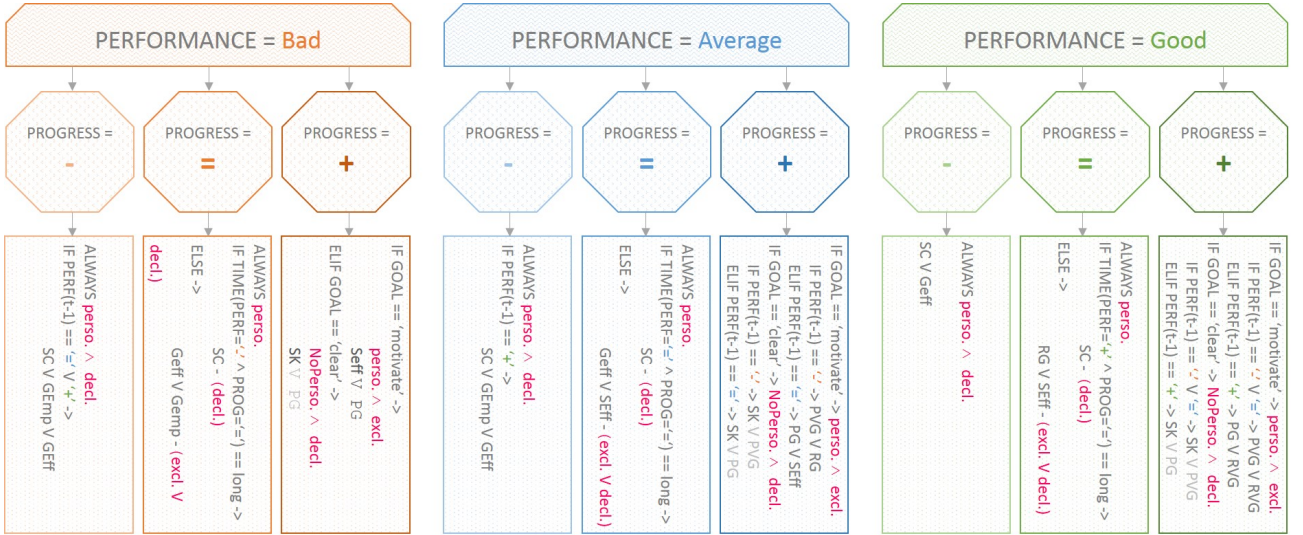 PERFORMANCE = Bad
PROGRESS =
-
PROGRESS =
=
PROGRESS =
+
ALWAYS perso. ^ decl.
IF PERF(t-1) == '=' V '+' ->
SC V GEmp V GEff
ALWAYS perso.
IF TIME(PERF='-' ^ PROG='=') == long ->
SC - (decl.)
ELSE ->
Geff V Gemp - (excl. V
decl.)
IF GOAL == 'motivate' ->
perso. ^ excl.
Seff V PG
ELIF GOAL == 'clear' ->
NoPerso. ^ decl.
SK V PG
PERFORMANCE = Average
PROGRESS =
-
PROGRESS =
=
PROGRESS =
+
ALWAYS perso. ^ decl.
IF PERF(t-1) == '+' ->
SC V GEmp V GEff
ALWAYS perso.
IF TIME(PERF='=' ^ PROG='=') == long ->
SC - (decl.)
ELSE ->
Geff V SEff - (excl. V decl.)
IF GOAL == 'motivate' -> perso. ^ excl.
IF PERF(t-1) == '-' -> PVG V RG
ELIF PERF(t-1) == '=' -> PG V SEff
IF GOAL == 'clear' -> NoPerso. ^ decl.
IF PERF(t-1) == '-' -> SK V PVG
ELIF PERF(t-1) == '=' -> SK V PG
PERFORMANCE = Good
PROGRESS =
-
PROGRESS =
=
PROGRESS =
+
ALWAYS perso. ^ decl.
SC V Geff
ALWAYS perso.
IF TIME(PERF='+' ^ PROG='=') == long ->
SC - (decl.)
ELSE ->
RG V SEff - (excl. V decl.)
IF GOAL == 'motivate' -> perso. ^ excl.
IF PERF(t-1) == '-' V '=' -> PVG V RVG
ELIF PERF(t-1) == '+' -> PG V RVG
IF GOAL == 'clear' -> NoPerso. ^ decl.
IF PERF(t-1) == '-' V '=' -> SK V PVG
ELIF PERF(t-1) == '+' -> SK V PG